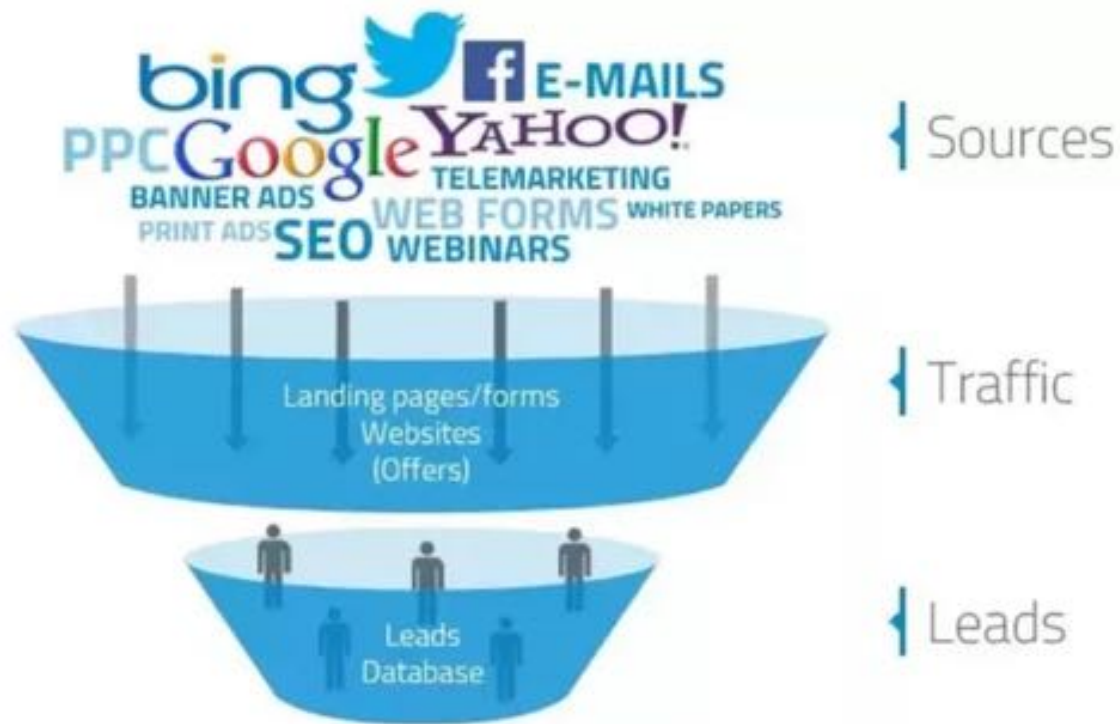 bing f E-MAILS
PPC Google YAHOO!
BANNER ADS TELEMARKETING
WEB FORMS WHITE PAPERS
PRINT ADS SEO WEBINARS
Sources
Landing pages/forms
Websites
(Offers)
Traffic
Leads
Database
Leads